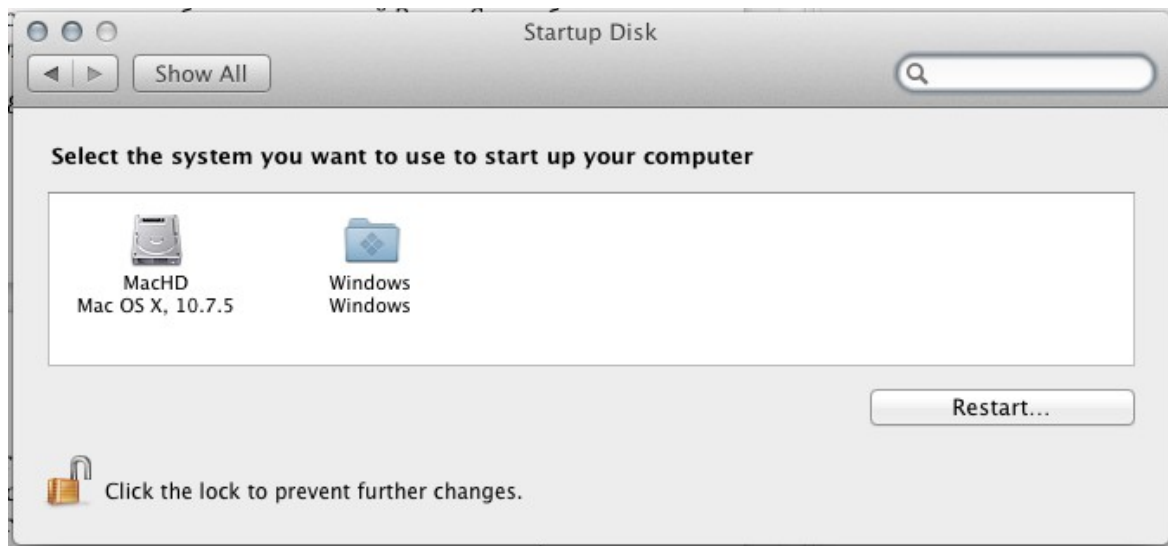 Startup Disk
Show All
Select the system you want to use to start up your computer
MacHD
Mac OS X, 10.7.5
Windows
Windows
Restart...
Click the lock to prevent further changes.